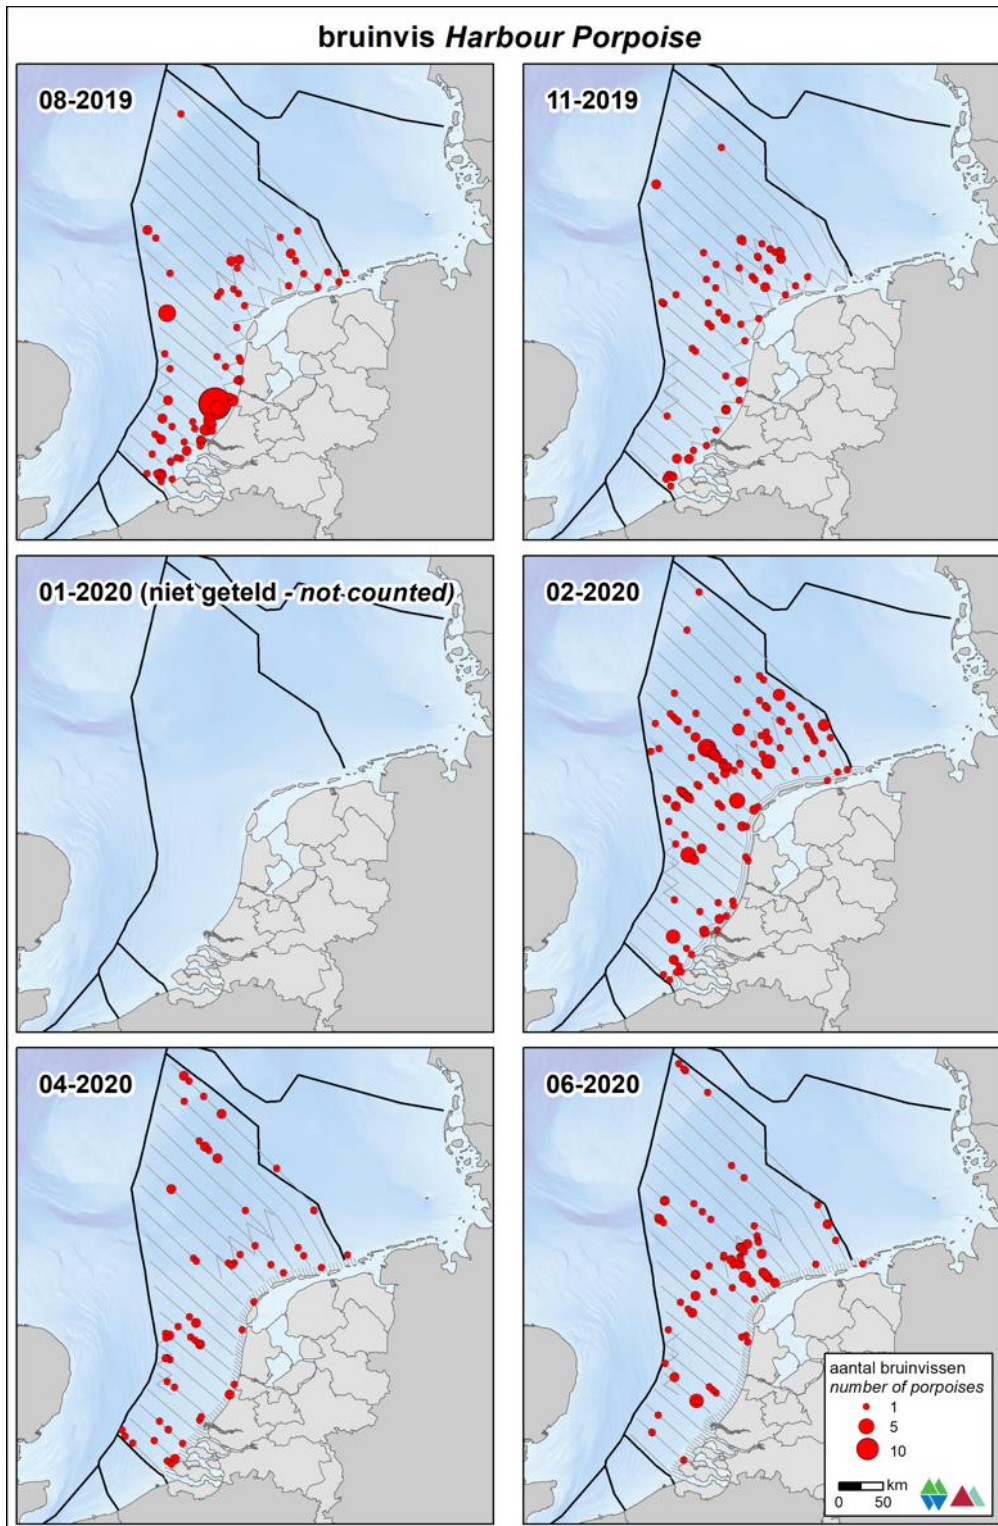 bruinvis Harbour Porpoise
08-2019
11-2019
01-2020 (niet geteld - not counted)
02-2020
04-2020
06-2020
aantal bruinvissen
number of porpoises
1
5
10
km
0 50